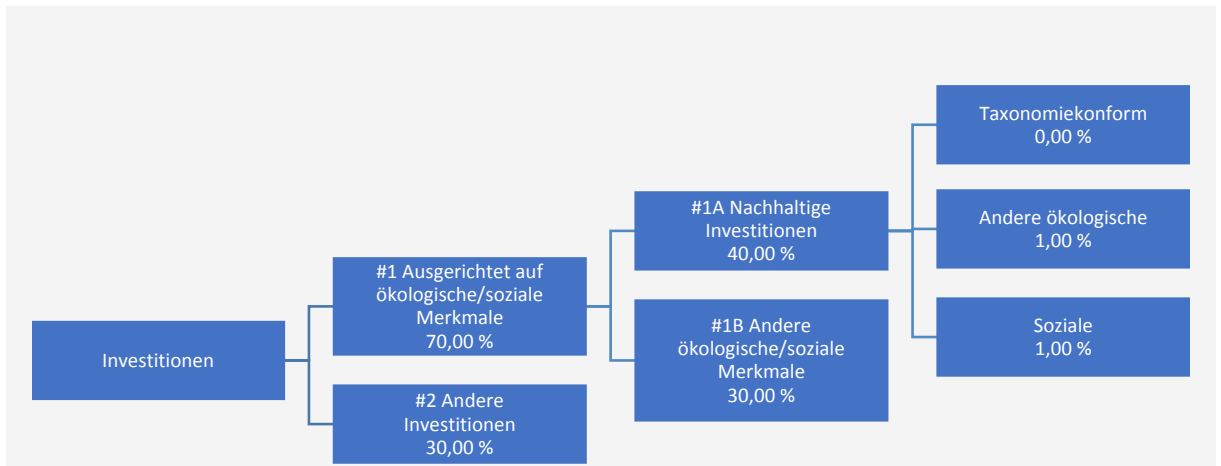 Investitionen
#1 Ausgerichtet auf
ökologische/soziale
Merkmale
70,00 %
#2 Andere
Investitionen
30,00 %
#1A Nachhaltige
Investitionen
40,00 %
#1B Andere
ökologische/soziale
Merkmale
30,00 %
Taxonomiekonform
0,00 %
Andere ökologische
1,00 %
Soziale
1,00 %